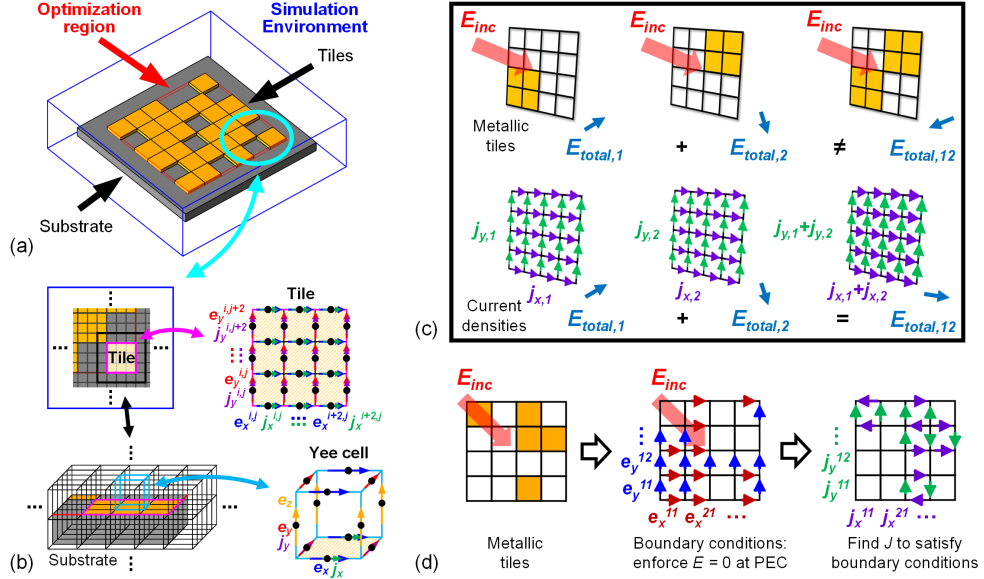 Optimization
region
Simulation
Environment
Tiles
Substrate
(a)
Tile
e_y^{i,j+2}
j_y^{i,j+2}
e_y^{i,j}
j_y^{i,j}
e_x^{i,j} j_x^{i,j} ::: e_x^{i+2,j} j_x^{i+2,j}
Tile
Yee cell
e_z
e_y
j_y
e_x j_x
Substrate
(b)
E_inc
E_inc
E_inc
Metallic
tiles
E_total,1 + E_total,2 ≠ E_total,12
j_y,1
j_y,2
j_y,1+j_y,2
j_x,1
j_x,2
j_x,1+j_x,2
Current
densities
E_total,1 + E_total,2 = E_total,12
(c)
E_inc
E_inc
e_y^{12}
e_y^{11}
e_x^{11} e_x^{21} ...
j_y^{12}
j_y^{11}
j_x^{11} j_x^{21} ...
Metallic
tiles
Boundary conditions:
enforce E = 0 at PEC
Find J to satisfy
boundary conditions
(d)